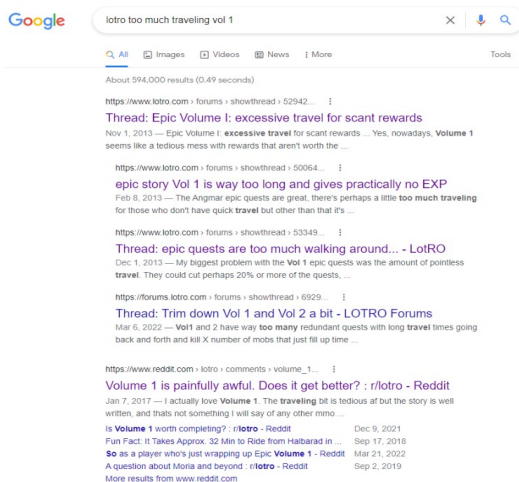 Google
lotro too much traveling vol 1
All Images Videos News More Tools
About 594,000 results (0.49 seconds)
https://www.lotro.com › forums › showthread › 52942...
Thread: Epic Volume I: excessive travel for scant rewards
Nov 1, 2013 — Epic Volume I: excessive travel for scant rewards ... Yes, nowadays, Volume 1
seems like a tedious mess with rewards that aren't worth the ...
https://www.lotro.com › forums › showthread › 50064...
epic story Vol 1 is way too long and gives practically no EXP
Feb 8, 2013 — The Angmar epic quests are great, there's perhaps a little too much traveling
for those who don't have quick travel but other than that it's ...
https://www.lotro.com › forums › showthread › 53349...
Thread: epic quests are too much walking around... - LotRO
Dec 1, 2013 — My biggest problem with the Vol 1 epic quests was the amount of pointless
travel. They could cut perhaps 20% or more of the quests, ...
https://forums.lotro.com › forums › showthread › 6929...
Thread: Trim down Vol 1 and Vol 2 a bit - LOTRO Forums
Mar 6, 2022 — Vol1 and 2 have way too many redundant quests with long travel times going
back and forth and kill X number of mobs that just fill up time ...
https://www.reddit.com › lotro › comments › volume_1...
Volume 1 is painfully awful. Does it get better? : r/lotro - Reddit
Jan 7, 2017 — I actually love Volume 1. The traveling bit is tedious af but the story is well
written, and thats not something I will say of any other mmo ...
Is Volume 1 worth completing? : r/lotro - Reddit Dec 9, 2021
Fun Fact: It Takes Approx. 32 Min to Ride from Halbarad in ... Sep 17, 2018
So as a player who's just wrapping up Epic Volume 1 - Reddit Mar 21, 2022
A question about Moria and beyond : r/lotro - Reddit Sep 2, 2019
More results from www.reddit.com